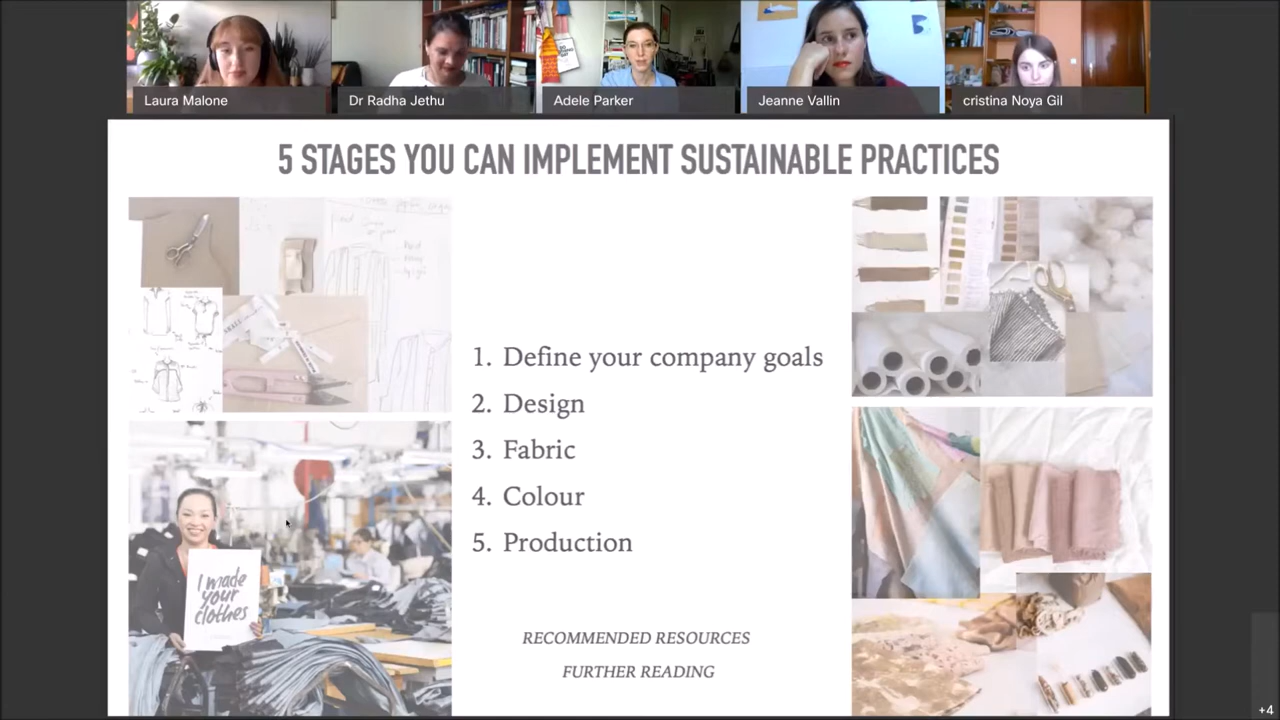 Laura Malone
Dr Radha Jethu
Adele Parker
Jeanne Vallin
cristina Noya Gil
5 STAGES YOU CAN IMPLEMENT SUSTAINABLE PRACTICES
1. Define your company goals
2. Design
3. Fabric
4. Colour
5. Production
I made
your
clothes
RECOMMENDED RESOURCES
FURTHER READING
+4